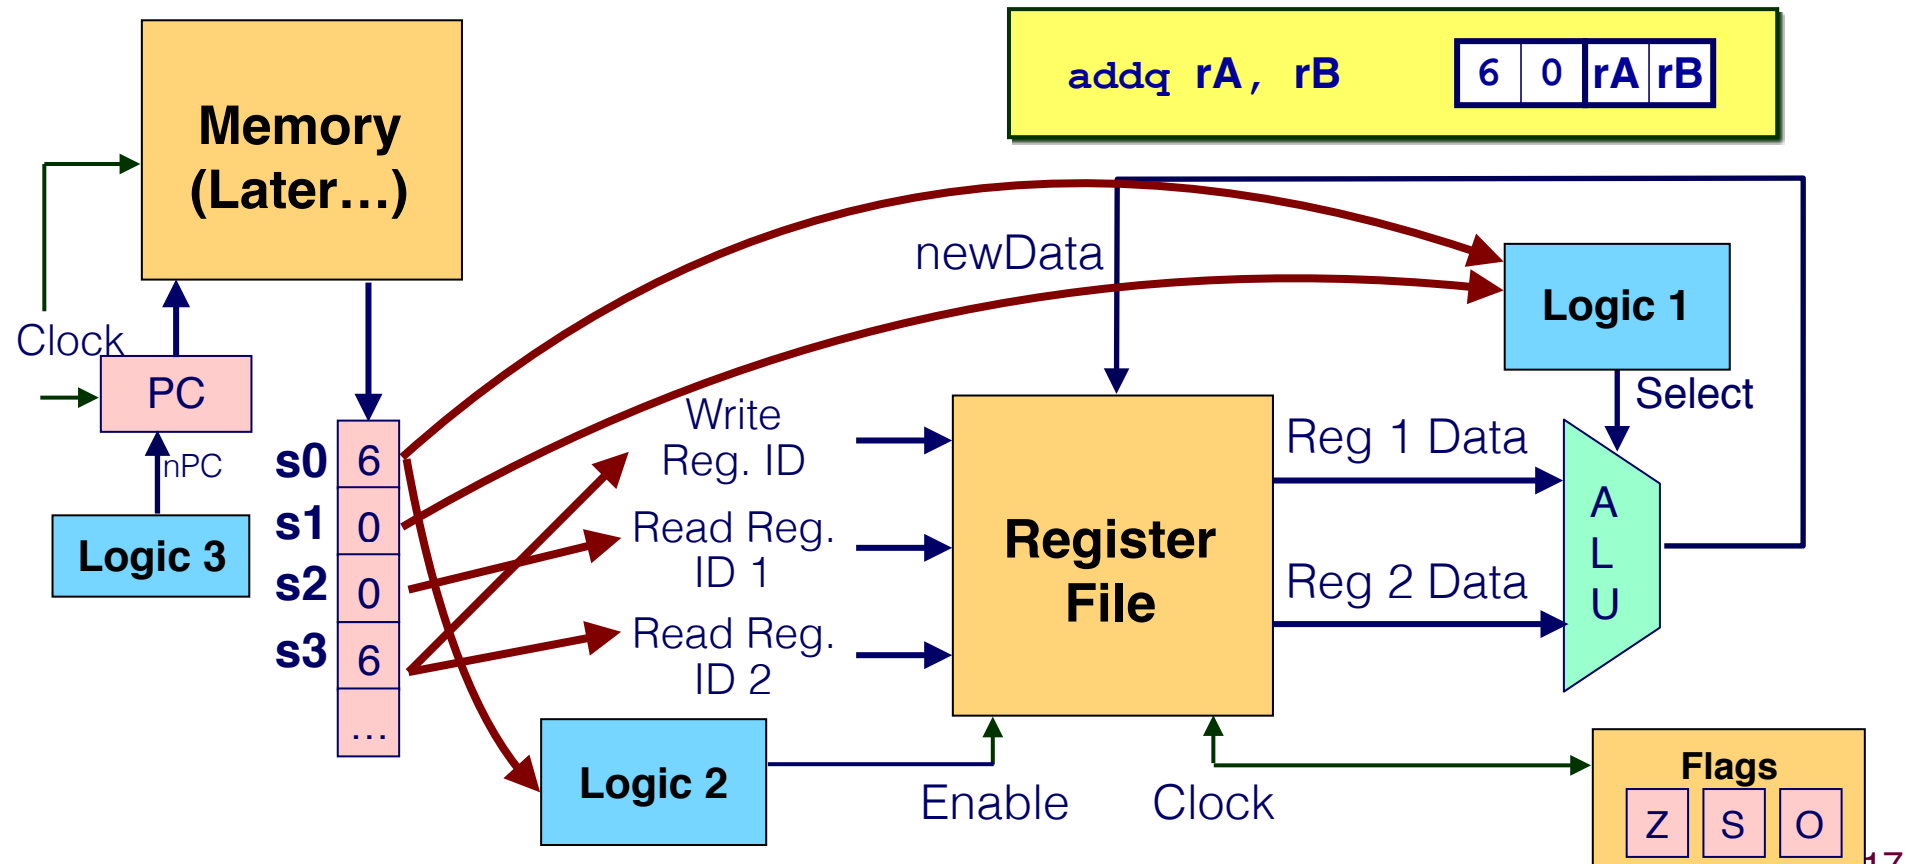 addq rA, rB
6 0 rA rB
Memory
(Later...)
Clock
PC
nPC
Logic 3
s0 6
s1 0
s2 0
s3 6
...
newData
Write
Reg. ID
Read Reg.
ID 1
Read Reg.
ID 2
Register
File
Logic 1
Select
Reg 1 Data
Reg 2 Data
A
L
U
Logic 2
Enable
Clock
Flags
Z S O
17